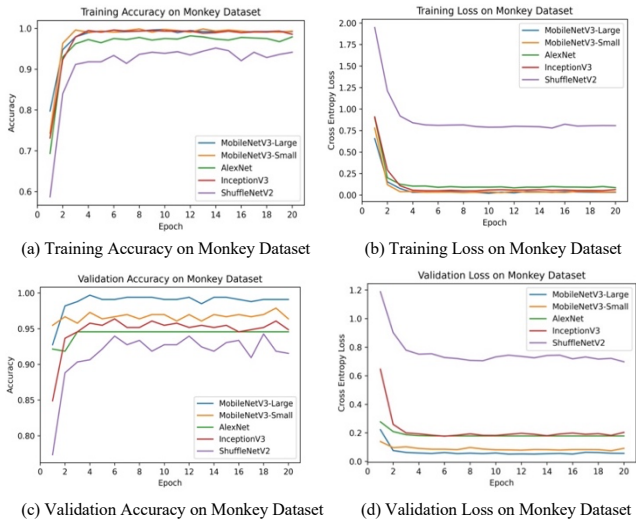 Training Accuracy on Monkey Dataset
1.0
0.9
0.8
0.7
0.6
Accuracy
MobileNetV3-Large
MobileNetV3-Small
AlexNet
InceptionV3
ShuffleNetV2
0 2 4 6 8 10 12 14 16 18 20
Epoch
(a) Training Accuracy on Monkey Dataset
Training Loss on Monkey Dataset
2.00
1.75
1.50
1.25
1.00
0.75
0.50
0.25
0.00
Cross Entropy Loss
MobileNetV3-Large
MobileNetV3-Small
AlexNet
InceptionV3
ShuffleNetV2
0 2 4 6 8 10 12 14 16 18 20
Epoch
(b) Training Loss on Monkey Dataset
Validation Accuracy on Monkey Dataset
1.00
0.95
0.90
0.85
0.80
Accuracy
MobileNetV3-Large
MobileNetV3-Small
AlexNet
InceptionV3
ShuffleNetV2
0 2 4 6 8 10 12 14 16 18 20
Epoch
(c) Validation Accuracy on Monkey Dataset
Validation Loss on Monkey Dataset
1.2
1.0
0.8
0.6
0.4
0.2
0.0
Cross Entropy Loss
MobileNetV3-Large
MobileNetV3-Small
AlexNet
InceptionV3
ShuffleNetV2
0 2 4 6 8 10 12 14 16 18 20
Epoch
(d) Validation Loss on Monkey Dataset